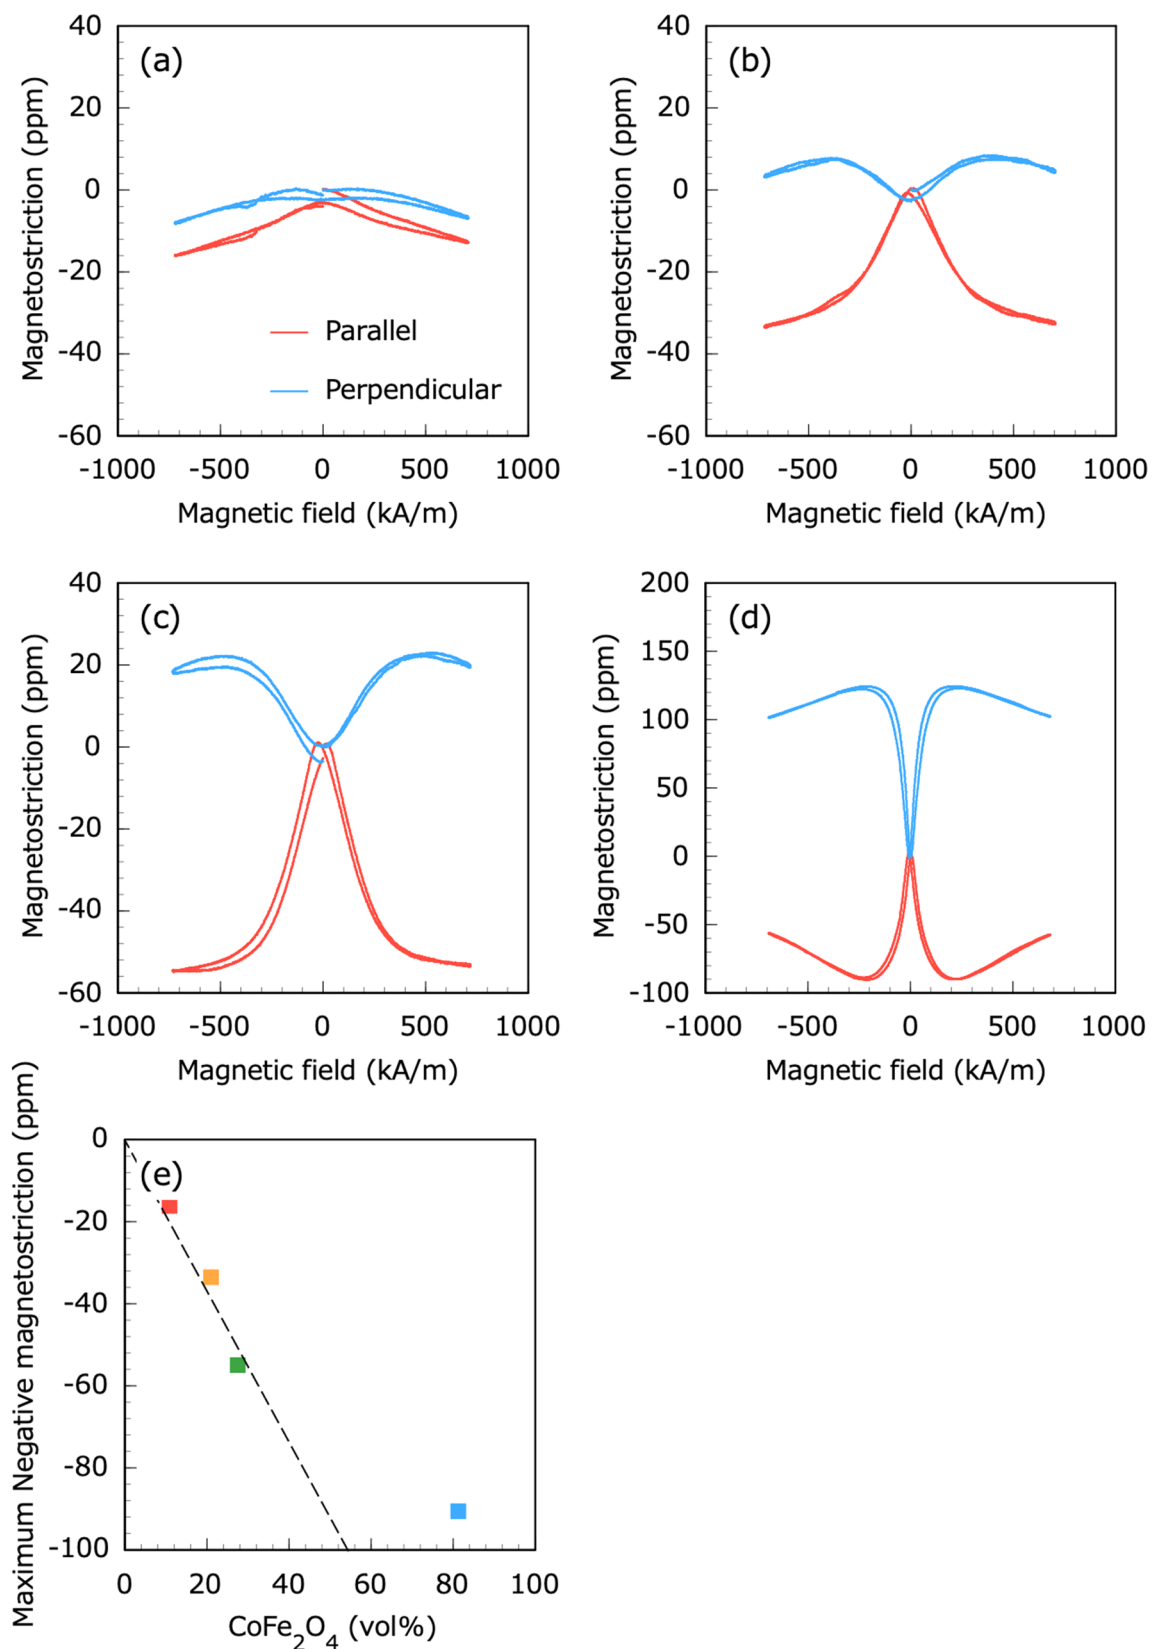 (a)
Magnetostriction (ppm)
40
20
0
-20
-40
-60
Parallel
Perpendicular
-1000 -500 0 500 1000
Magnetic field (kA/m)
(b)
Magnetostriction (ppm)
40
20
0
-20
-40
-60
-1000 -500 0 500 1000
Magnetic field (kA/m)
(c)
Magnetostriction (ppm)
40
20
0
-20
-40
-60
-1000 -500 0 500 1000
Magnetic field (kA/m)
(d)
Magnetostriction (ppm)
200
150
100
50
0
-50
-100
-1000 -500 0 500 1000
Magnetic field (kA/m)
(e)
Maximum Negative magnetostriction (ppm)
0
-20
-40
-60
-80
-100
0 20 40 60 80 100
CoFe₂O₄ (vol%)